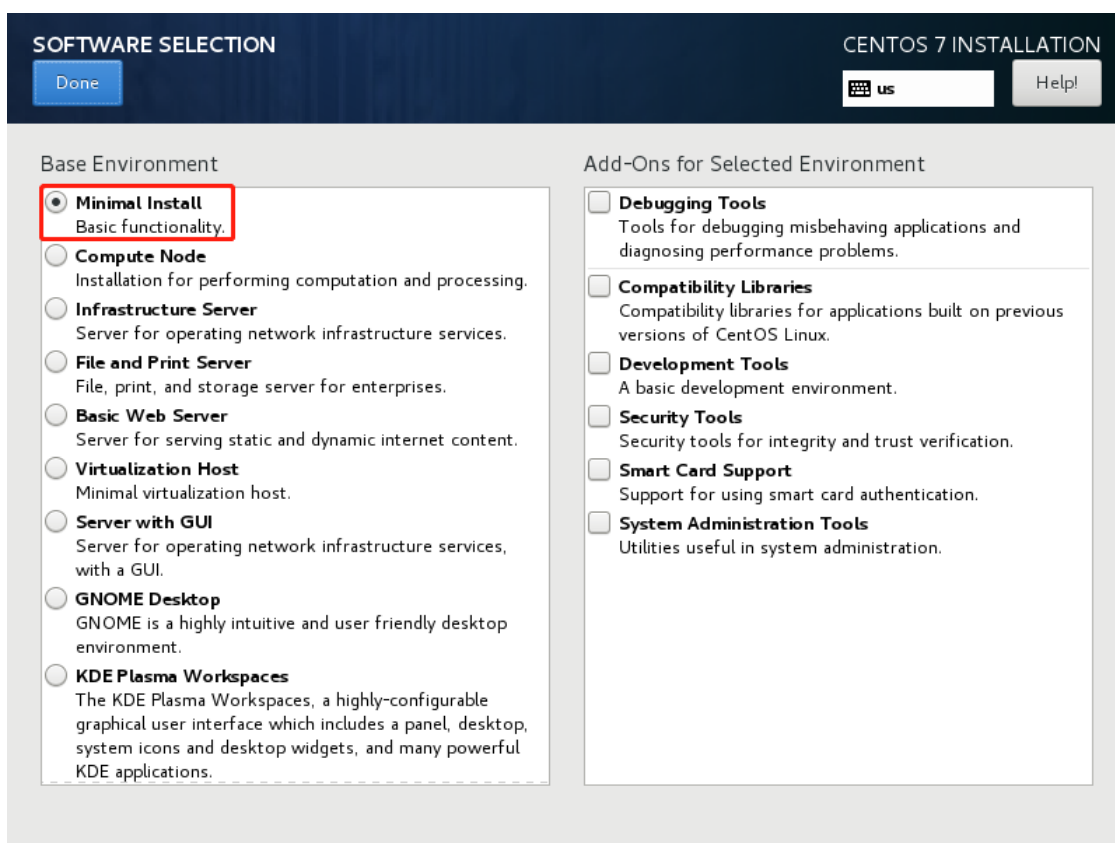 SOFTWARE SELECTION
CENTOS 7 INSTALLATION
Done
us
Help!
Base Environment
Minimal Install
Basic functionality.
Compute Node
Installation for performing computation and processing.
Infrastructure Server
Server for operating network infrastructure services.
File and Print Server
File, print, and storage server for enterprises.
Basic Web Server
Server for serving static and dynamic internet content.
Virtualization Host
Minimal virtualization host.
Server with GUI
Server for operating network infrastructure services,
with a GUI.
GNOME Desktop
GNOME is a highly intuitive and user friendly desktop
environment.
KDE Plasma Workspaces
The KDE Plasma Workspaces, a highly-configurable
graphical user interface which includes a panel, desktop,
system icons and desktop widgets, and many powerful
KDE applications.
Add-Ons for Selected Environment
Debugging Tools
Tools for debugging misbehaving applications and
diagnosing performance problems.
Compatibility Libraries
Compatibility libraries for applications built on previous
versions of CentOS Linux.
Development Tools
A basic development environment.
Security Tools
Security tools for integrity and trust verification.
Smart Card Support
Support for using smart card authentication.
System Administration Tools
Utilities useful in system administration.